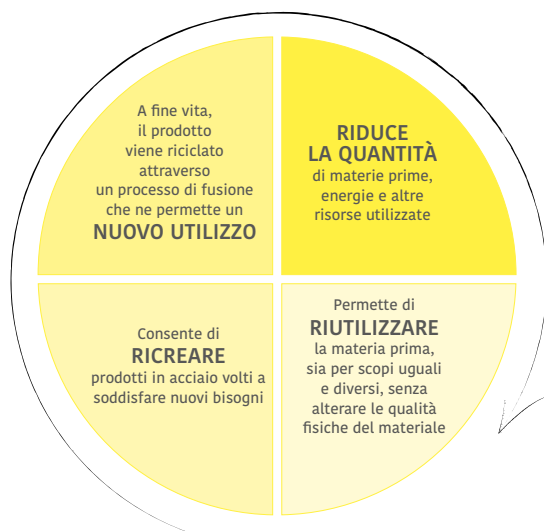 A fine vita,
il prodotto
viene riciclato
attraverso
un processo di fusione
che ne permette un
NUOVO UTILIZZO
RIDUCE
LA QUANTITÀ
di materie prime,
energie e altre
risorse utilizzate
Consente di
RICREARE
prodotti in acciaio volti a
soddisfare nuovi bisogni
Permette di
RIUTILIZZARE
la materia prima,
sia per scopi uguali
e diversi, senza
alterare le qualità
fisiche del materiale